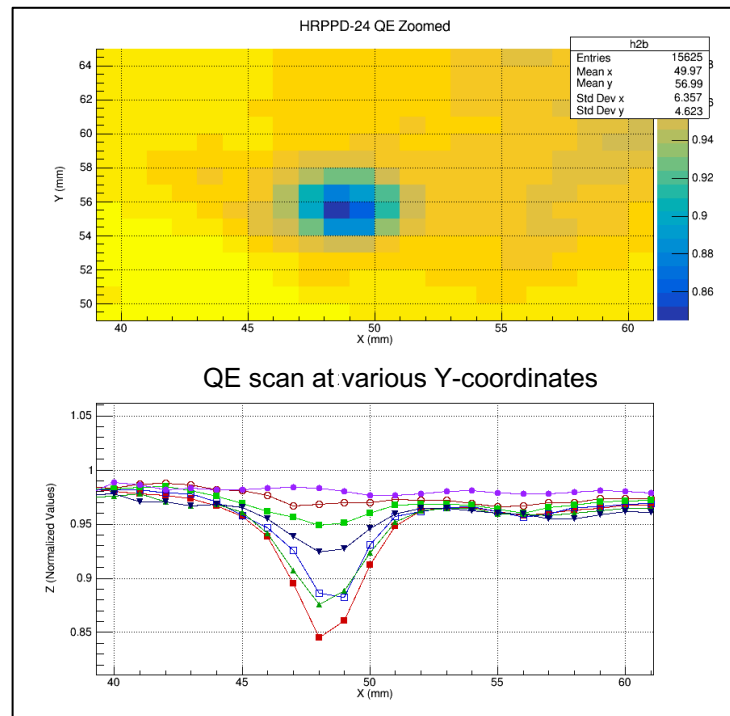 HRPPD-24 QE Zoomed
h2b
Entries 15625
Mean x 49.97
Mean y 56.99
Std Dev x 6.357
Std Dev y 4.623
Y (mm)
64
62
60
58
56
54
52
50
40 45 50 55 60
X (mm)
0.94
0.92
0.9
0.88
0.86
QE scan at various Y-coordinates
Z (Normalized Values)
1.05
1
0.95
0.9
0.85
40 45 50 55 60
X (mm)